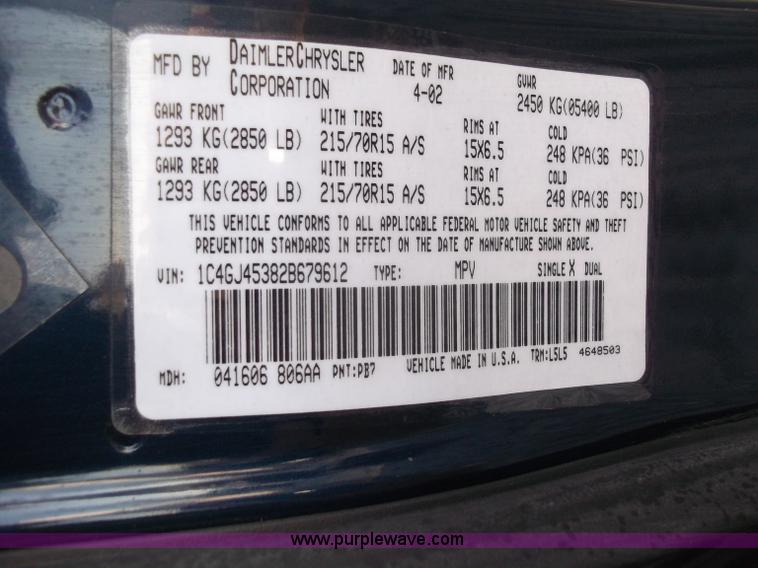 MFD BY DAIMLERCHRYSLER CORPORATION DATE OF MFR 4-02 GVWR 2450 KG(05400 LB)
GAWR FRONT WITH TIRES RIMS AT COLD
1293 KG(2850 LB) 215/70R15 A/S 15X6.5 248 KPA(36 PSI)
GAWR REAR WITH TIRES RIMS AT COLD
1293 KG(2850 LB) 215/70R15 A/S 15X6.5 248 KPA(36 PSI)
THIS VEHICLE CONFORMS TO ALL APPLICABLE FEDERAL MOTOR VEHICLE SAFETY AND THEFT
PREVENTION STANDARDS IN EFFECT ON THE DATE OF MANUFACTURE SHOWN ABOVE.
VIN: 1C4GJ45382B679612 TYPE: MPV SINGLE X DUAL
MDH: 041606 806AA PNT:PB7 VEHICLE MADE IN U.S.A. TRM:L5L5 4648503
www.purplewave.com